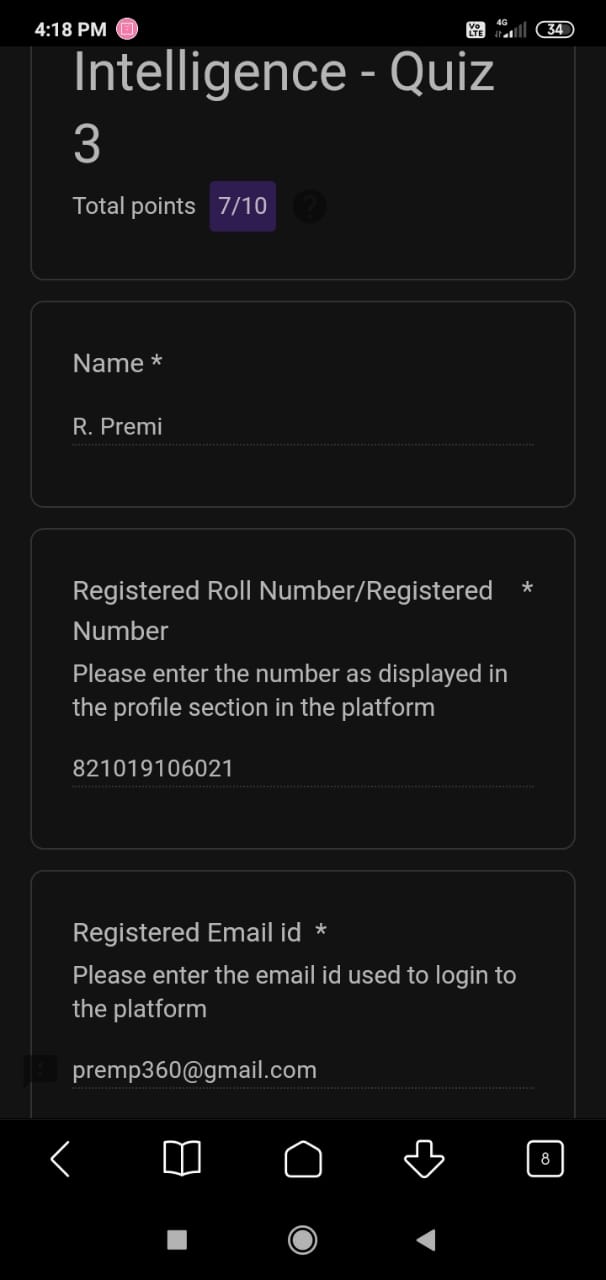 4:18 PM
Vo LTE 4G 34
Intelligence - Quiz
3
Total points 7/10 ?
Name *
R. Premi
Registered Roll Number/Registered *
Number
Please enter the number as displayed in
the profile section in the platform
821019106021
Registered Email id *
Please enter the email id used to login to
the platform
premp360@gmail.com
8